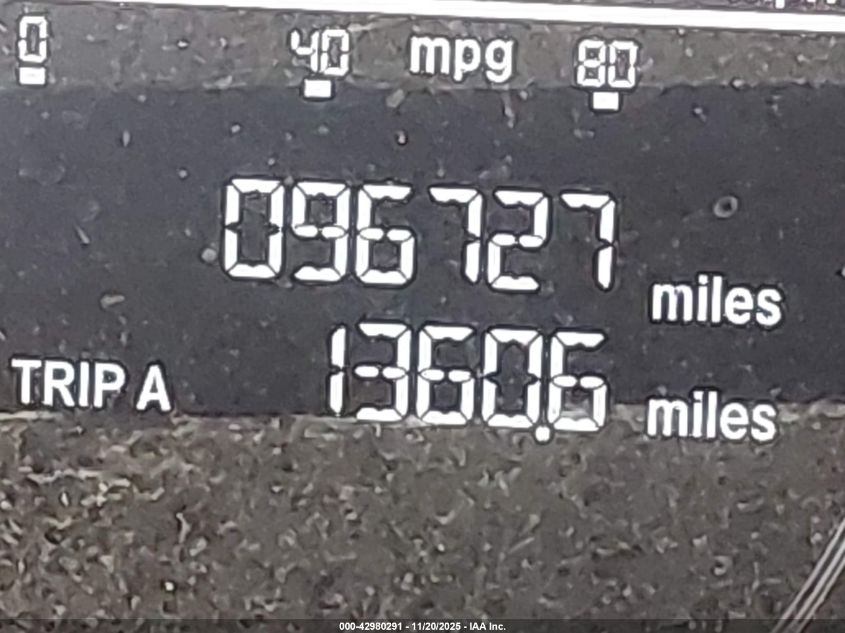 0 40 mpg 80
096727 miles
TRIP A 1360.6 miles
000-42980291 - 11/20/2025 - IAA Inc.